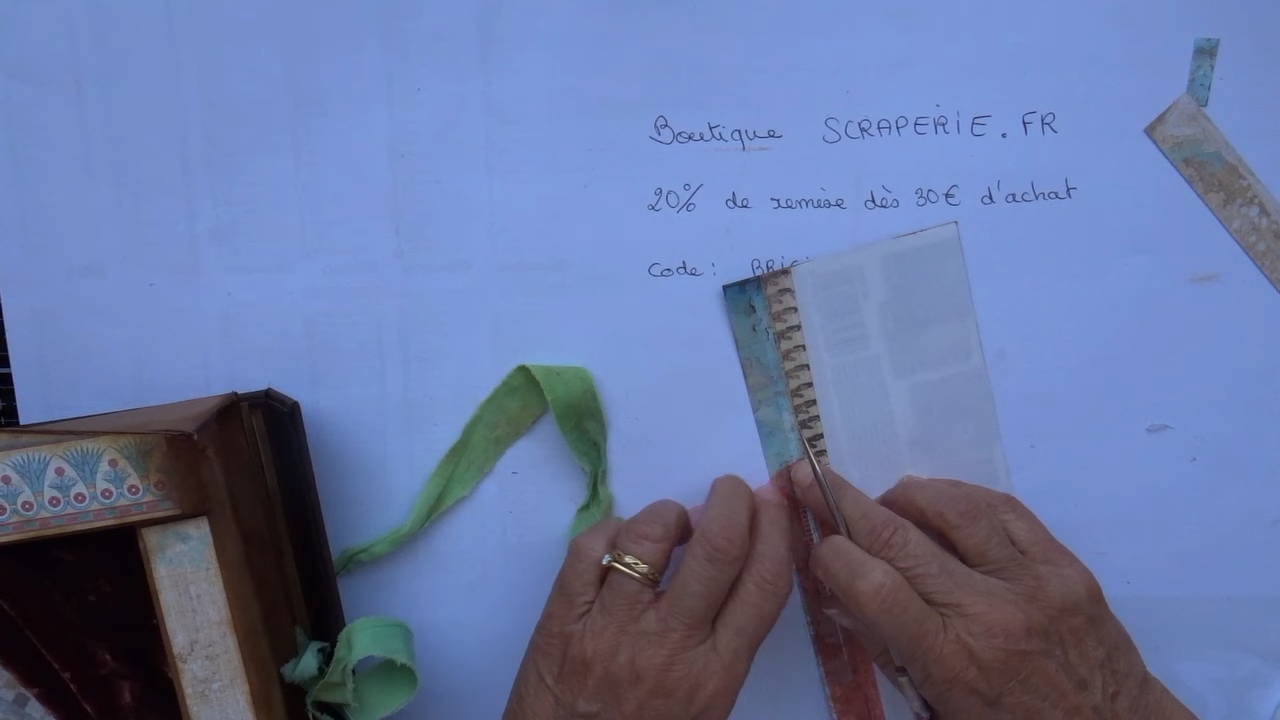 Boutique SCRAPERIE.FR
20% de remise dès 30€ d'achat
Code :